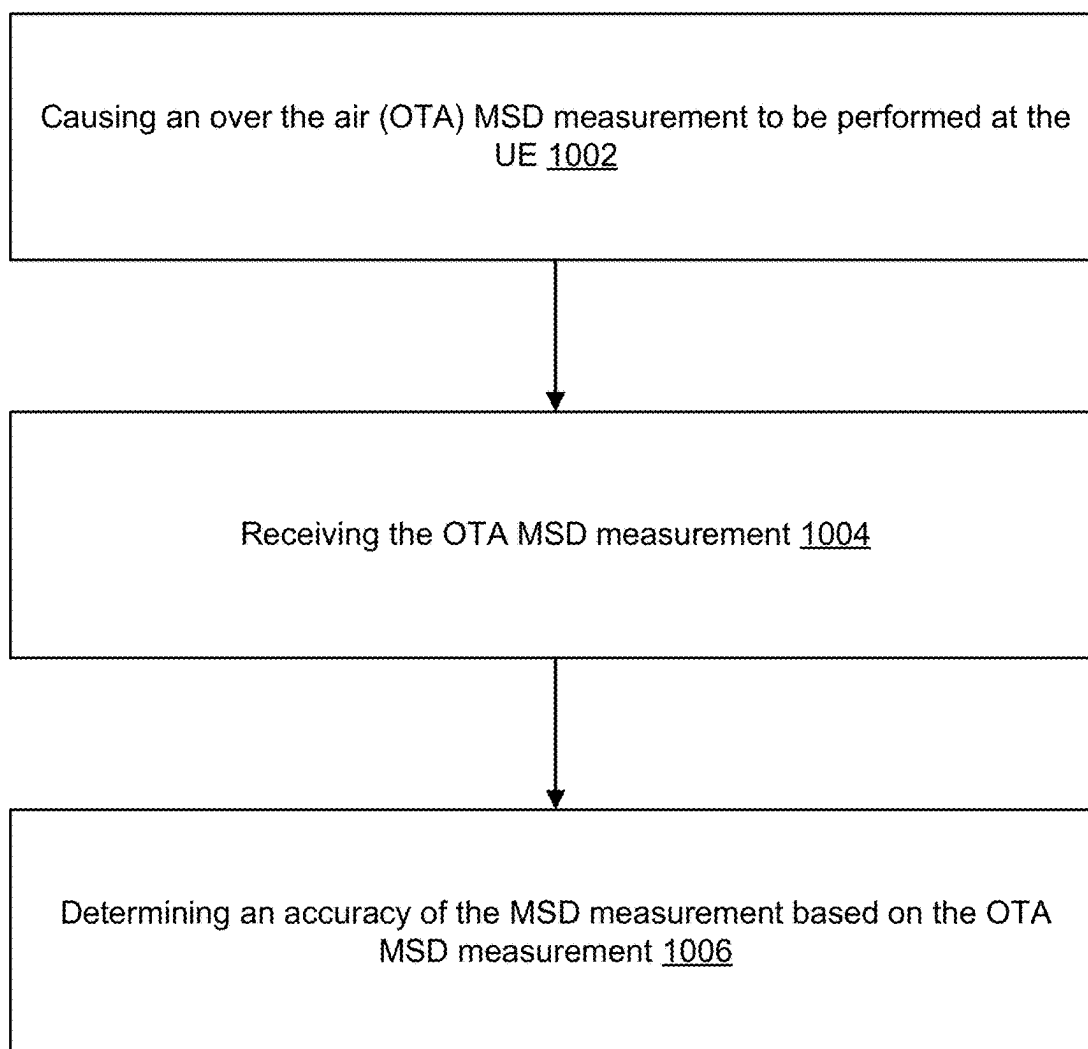 Causing an over the air (OTA) MSD measurement to be performed at the
UE 1002
Receiving the OTA MSD measurement 1004
Determining an accuracy of the MSD measurement based on the OTA
MSD measurement 1006